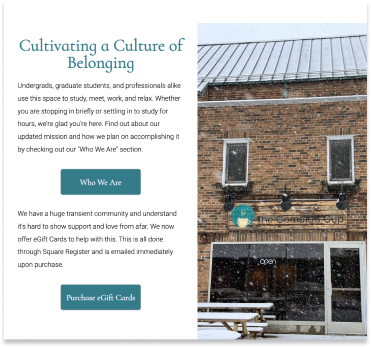 Cultivating a Culture of
Belonging
Undergrads, graduate students, and professionals alike
use this space to study, meet, work, and relax. Whether
you are stopping in briefly or settling in to study for
hours, we're glad you're here. Find out about our
updated mission and how we plan on accomplishing it
by checking out our "Who We Are" section.
Who We Are
We have a huge transient community and understand
it's hard to show support and love from afar. We now
offer eGift Cards to help with this. This is all done
through Square Register and is emailed immediately
upon purchase.
Purchase eGift Cards
The Common Cup
open